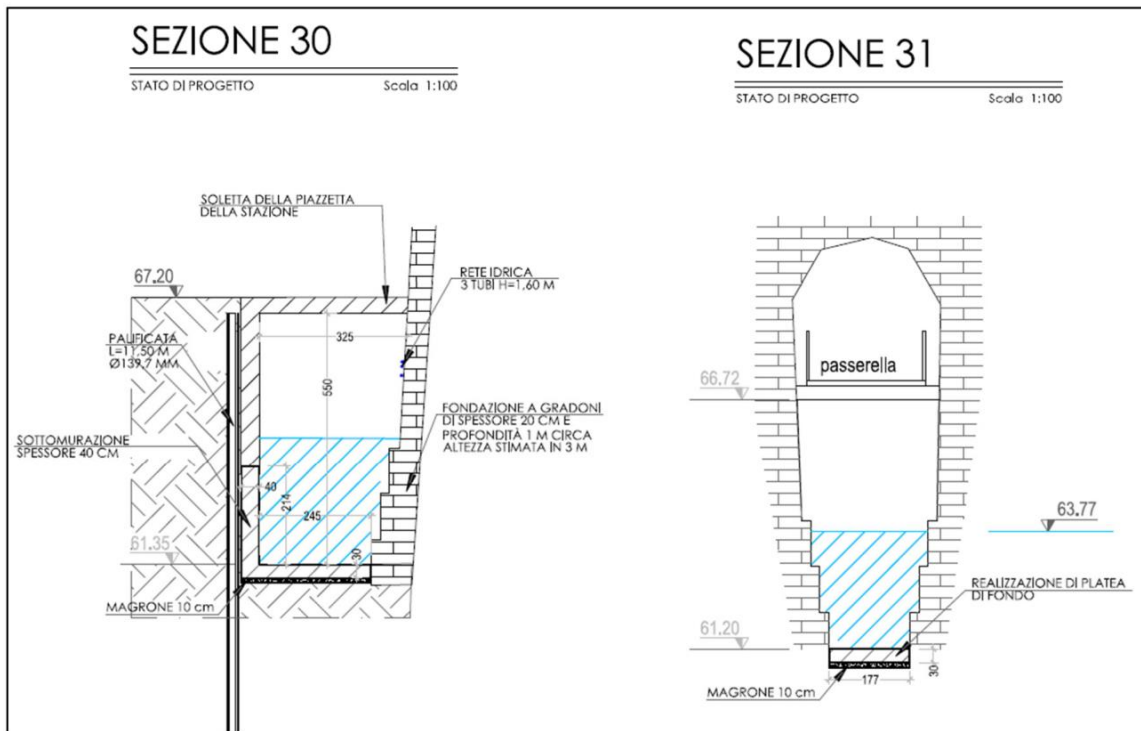 SEZIONE 30
STATO DI PROGETTO Scala 1:100
SOLETTA DELLA PIAZZETTA
DELLA STAZIONE
67.20
RETE IDRICA
3 TUBI H=1,60 M
PALIFICATA
L=11,50 M
Ø139,7 MM
325
550
FONDAZIONE A GRADONI
DI SPESSORE 20 CM E
PROFONDITÀ 1 M CIRCA
ALTEZZA STIMATA IN 3 M
SOTTOMURAZIONE
SPESSORE 40 CM
40
214
245
61.35
30
MAGRONE 10 cm
SEZIONE 31
STATO DI PROGETTO Scala 1:100
passerella
66.72
63.77
REALIZZAZIONE DI PLATEA
DI FONDO
61.20
30
177
MAGRONE 10 cm